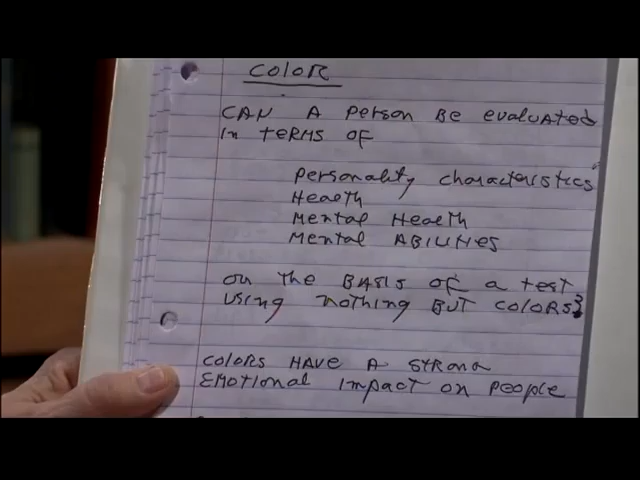 COLOR
CAN A PERSON BE evaluated
in teRMS OF
Personality characteristics
Health
Mental Health
Mental ABILITIES
on the BASIS of a test
USING nothing BUT COLORS?
COLORS HAVE A STRONG
EMOTIONAL IMPACT ON PEOPLE